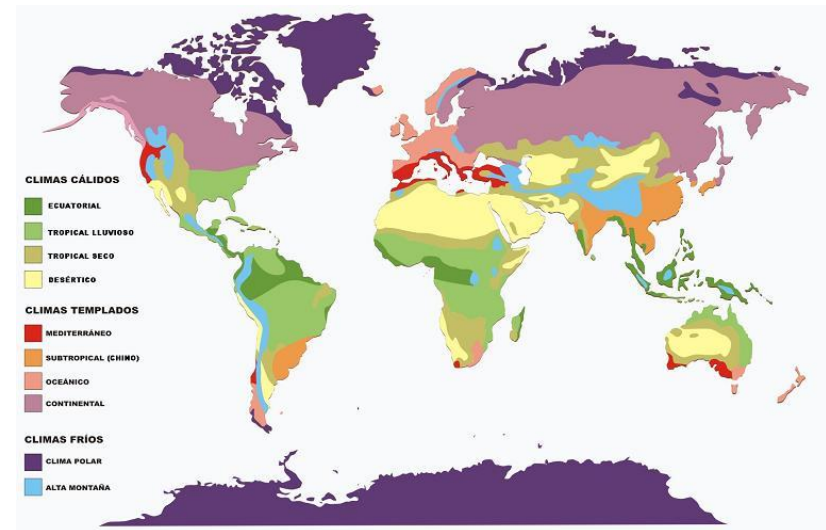 CLIMAS CÁLIDOS
ECUATORIAL
TROPICAL LLUVIOSO
TROPICAL SECO
DESÉRTICO
CLIMAS TEMPLADOS
MEDITERRÁNEO
SUBTROPICAL (CHINO)
OCEÁNICO
CONTINENTAL
CLIMAS FRÍOS
CLIMA POLAR
ALTA MONTAÑA